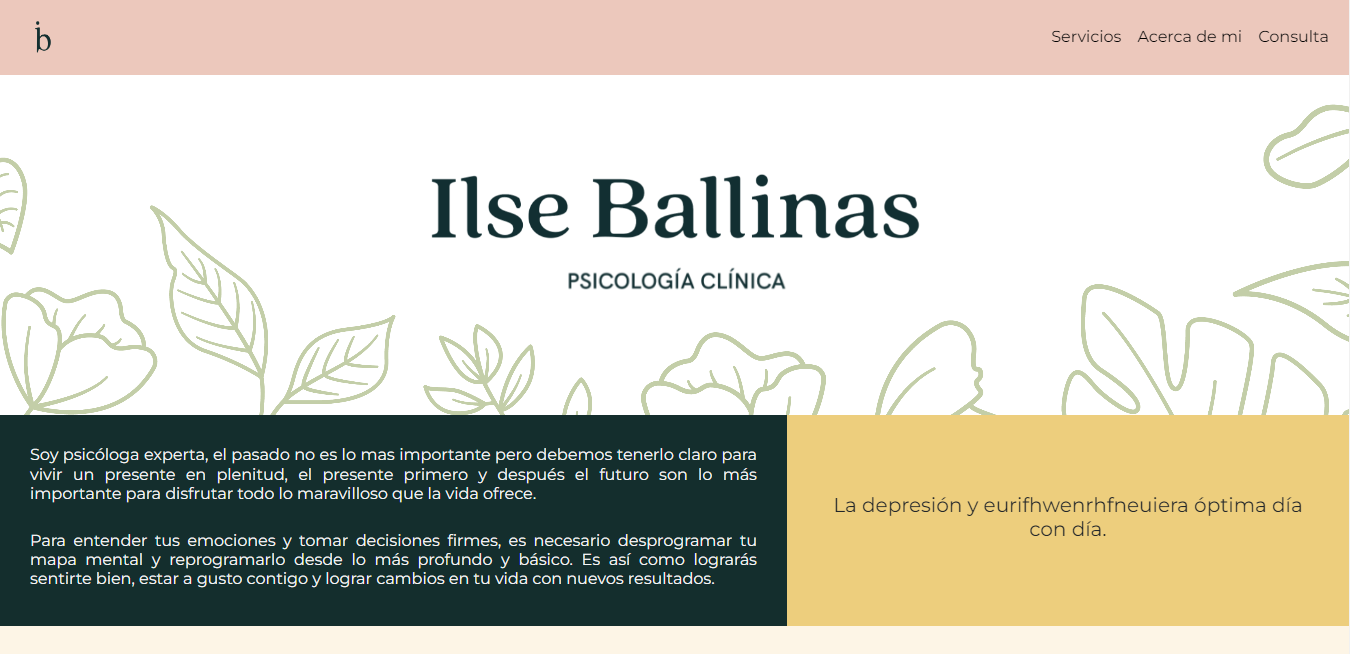 ib
Servicios Acerca de mi Consulta
Ilse Ballinas
PSICOLOGÍA CLÍNICA
Soy psicóloga experta, el pasado no es lo mas importante pero debemos tenerlo claro para
vivir un presente en plenitud, el presente primero y después el futuro son lo más
importante para disfrutar todo lo maravilloso que la vida ofrece.
Para entender tus emociones y tomar decisiones firmes, es necesario desprogramar tu
mapa mental y reprogramarlo desde lo más profundo y básico. Es así como lograrás
sentirte bien, estar a gusto contigo y lograr cambios en tu vida con nuevos resultados.
La depresión y eurifhwenrhfneuiera óptima día
con día.